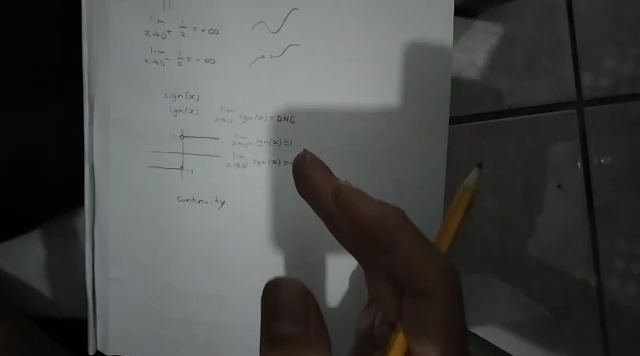 lim x→0⁺ 1/x = +∞
lim x→0⁻ 1/x = -∞
sign(x)
sgn(x) lim x→0 sgn(x) = DNE
1
lim x→0⁺ sgn(x) = 1
lim x→0⁻ sgn(x) =
-1
continuity